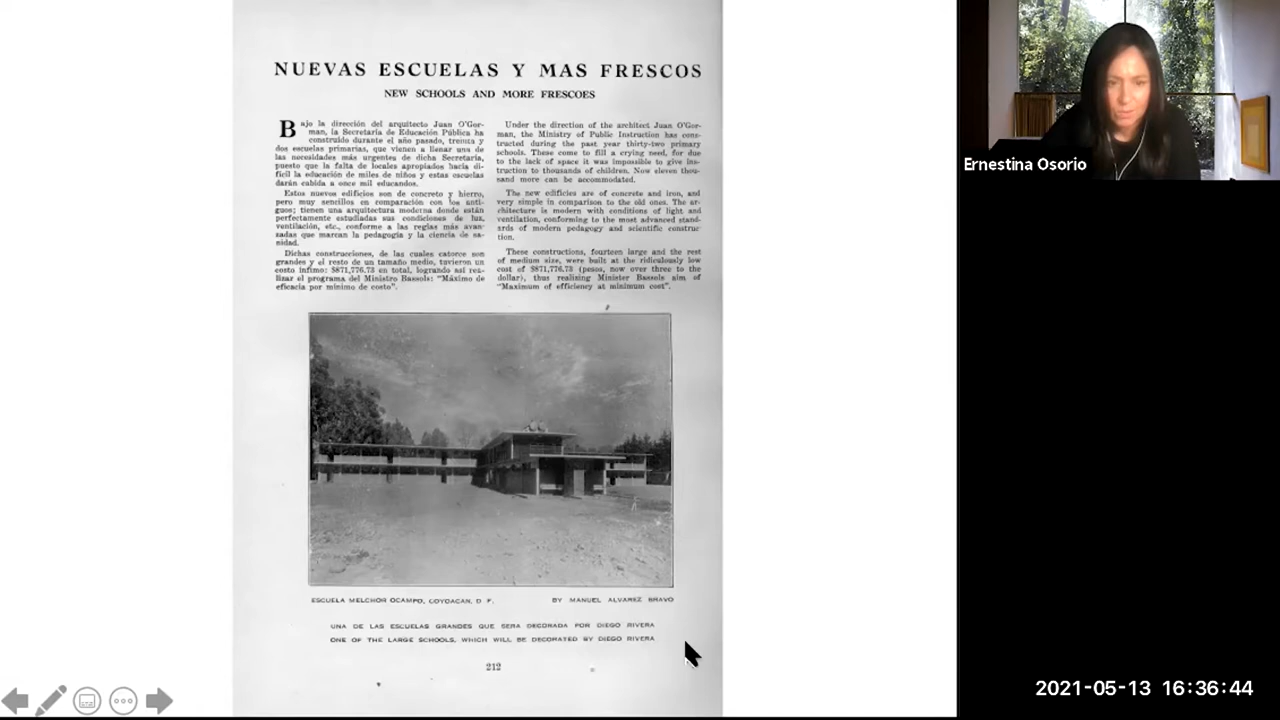 NUEVAS ESCUELAS Y MAS FRESCOS
NEW SCHOOLS AND MORE FRESCOES
Bajo la dirección del arquitecto Juan O'Gor-
man, la Secretaría de Educación Pública ha
construido durante el año pasado, treinta y
dos escuelas primarias, que vienen a llenar una de
las necesidades más urgentes de dicha Secretaría,
puesto que la falta de locales apropiados hacía di-
fícil la educación de miles de niños y estas escuelas
darán cabida a once mil educandos.
Estos nuevos edificios son de concreto y hierro,
pero muy sencillos en comparación con los anti-
guos; tienen una arquitectura moderna donde están
perfectamente estudiadas sus condiciones de luz,
ventilación, etc., conforme a las reglas más avan-
zadas que marcan la pedagogía y la ciencia de sa-
nidad.
Dichas construcciones, de las cuales catorce son
grandes y el resto de un tamaño medio, tuvieron un
costo ínfimo: $871,776.73 en total, logrando así rea-
lizar el programa del Ministro Bassols: "Máximo de
eficacia por mínimo de costo".
Under the direction of the architect Juan O'Gor-
man, the Ministry of Public Instruction has cons-
tructed during the past year thirty-two primary
schools. These come to fill a crying need, for due
to the lack of space it was impossible to give ins-
truction to thousands of children. Now eleven thou-
sand more can be accommodated.
The new edificies are of concrete and iron, and
very simple in comparison to the old ones. The ar-
chitecture is modern with conditions of light and
ventilation, conforming to the most advanced stand-
ards of modern pedagogy and scientific construc-
tion.
These constructions, fourteen large and the rest
of medium size, were built at the ridiculously low
cost of $871,776.73 (pesos, now over three to the
dollar), thus realizing Minister Bassols aim of
"Maximum of efficiency at minimum cost".
ESCUELA MELCHOR OCAMPO, COYOACAN, D. F. BY MANUEL ALVAREZ BRAVO
UNA DE LAS ESCUELAS GRANDES QUE SERA DECORADA POR DIEGO RIVERA
ONE OF THE LARGE SCHOOLS, WHICH WILL BE DECORATED BY DIEGO RIVERA
212
Ernestina Osorio
2021-05-13 16:36:44